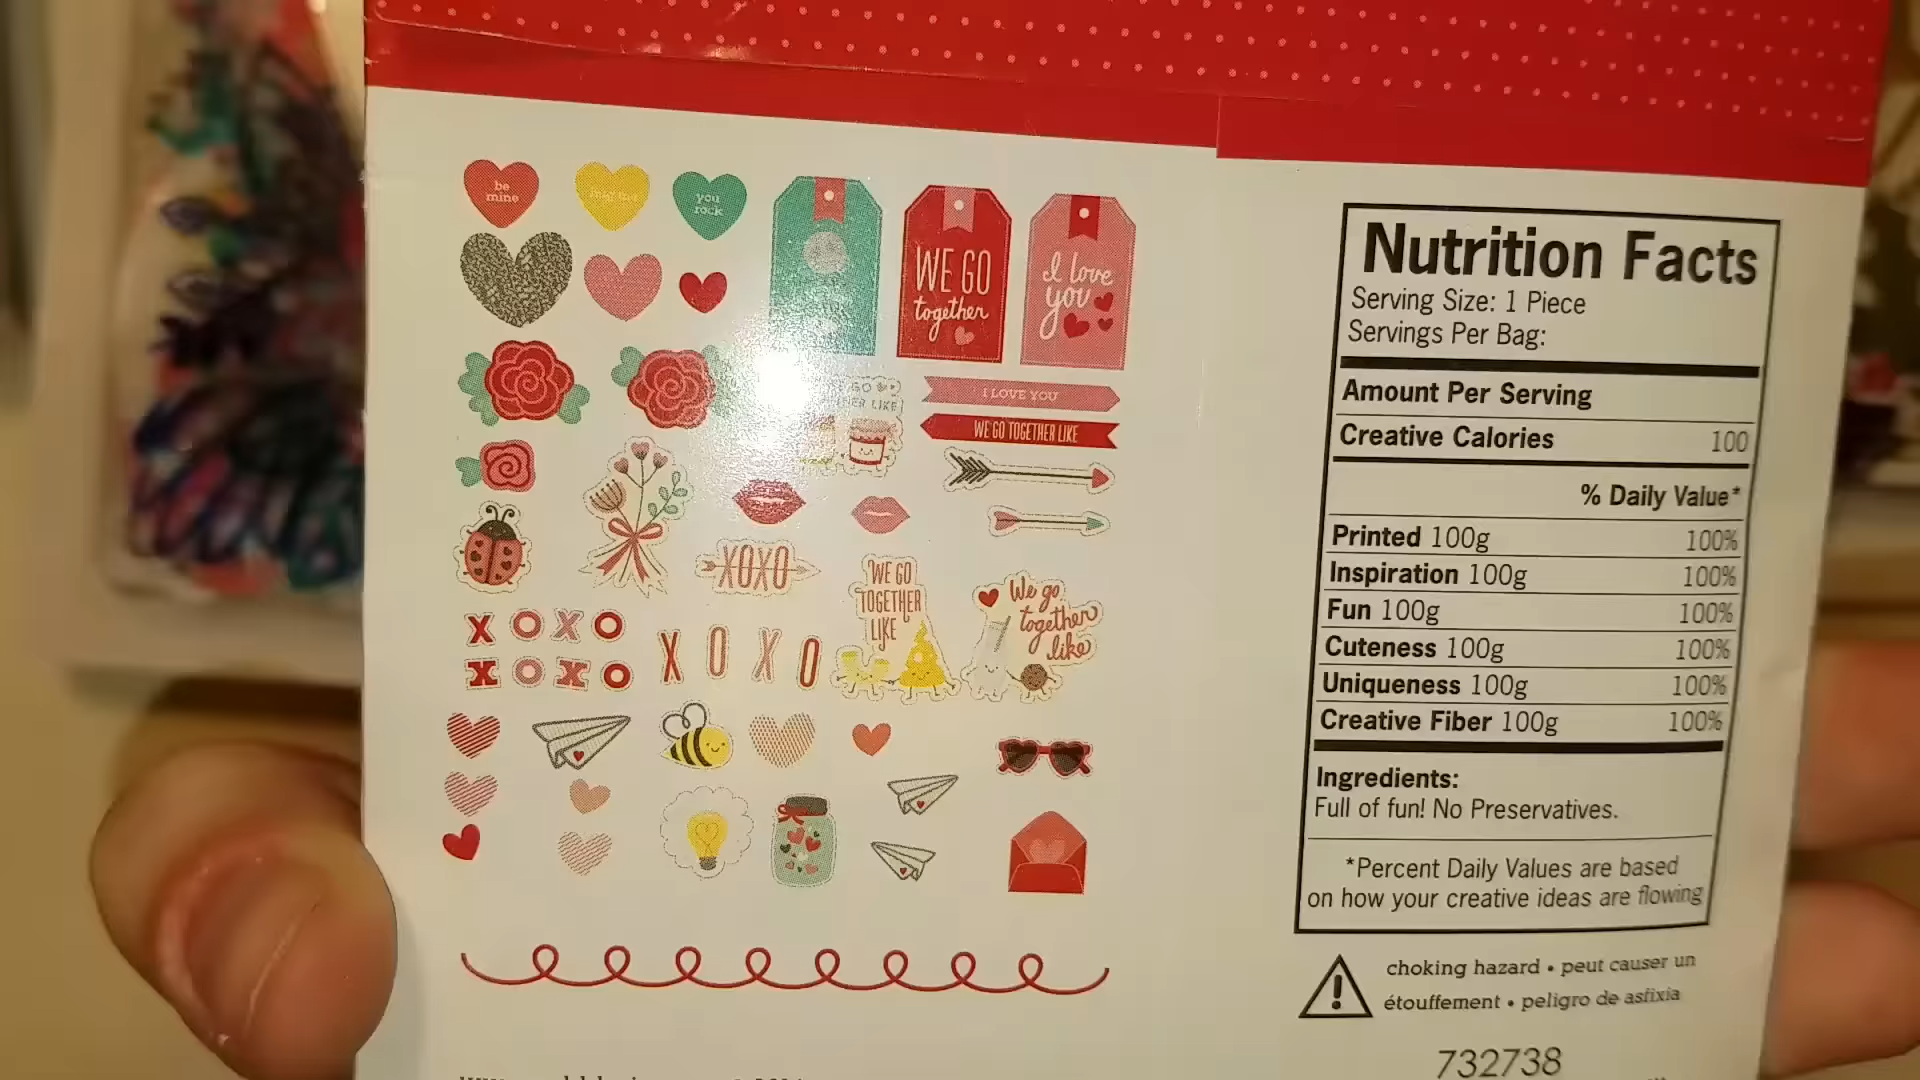 be
mine
you
rock
WE GO
together
I love
you
I LOVE YOU
WE GO TOGETHER LIKE
XOXO
WE GO
TOGETHER
LIKE
We go
together
like
X O X O
X O X O
X O X O
Nutrition Facts
Serving Size: 1 Piece
Servings Per Bag:
Amount Per Serving
Creative Calories 100
% Daily Value*
Printed 100g 100%
Inspiration 100g 100%
Fun 100g 100%
Cuteness 100g 100%
Uniqueness 100g 100%
Creative Fiber 100g 100%
Ingredients:
Full of fun! No Preservatives.
*Percent Daily Values are based
on how your creative ideas are flowing
choking hazard • peut causer un
étouffement • peligro de asfixia
732738